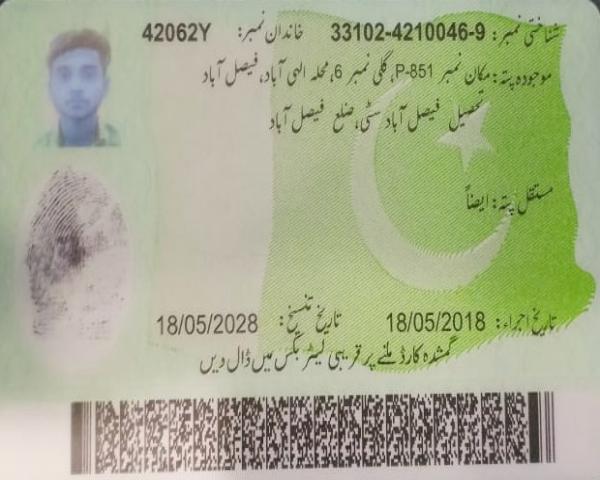 شناختی نمبر: 33102-4210046-9 خاندان نمبر: 42062Y
موجودہ پتہ: مکان نمبر P-851، گلی نمبر 6، محلہ الہی آباد، فیصل آباد
تحصیل فیصل آباد سٹی، ضلع فیصل آباد
مستقل پتہ: ایضاً
تاریخ اجراء: 18/05/2018 تاریخ تنسیخ: 18/05/2028
گمشدہ کارڈ ملنے پر قریبی لیٹر بکس میں ڈال دیں